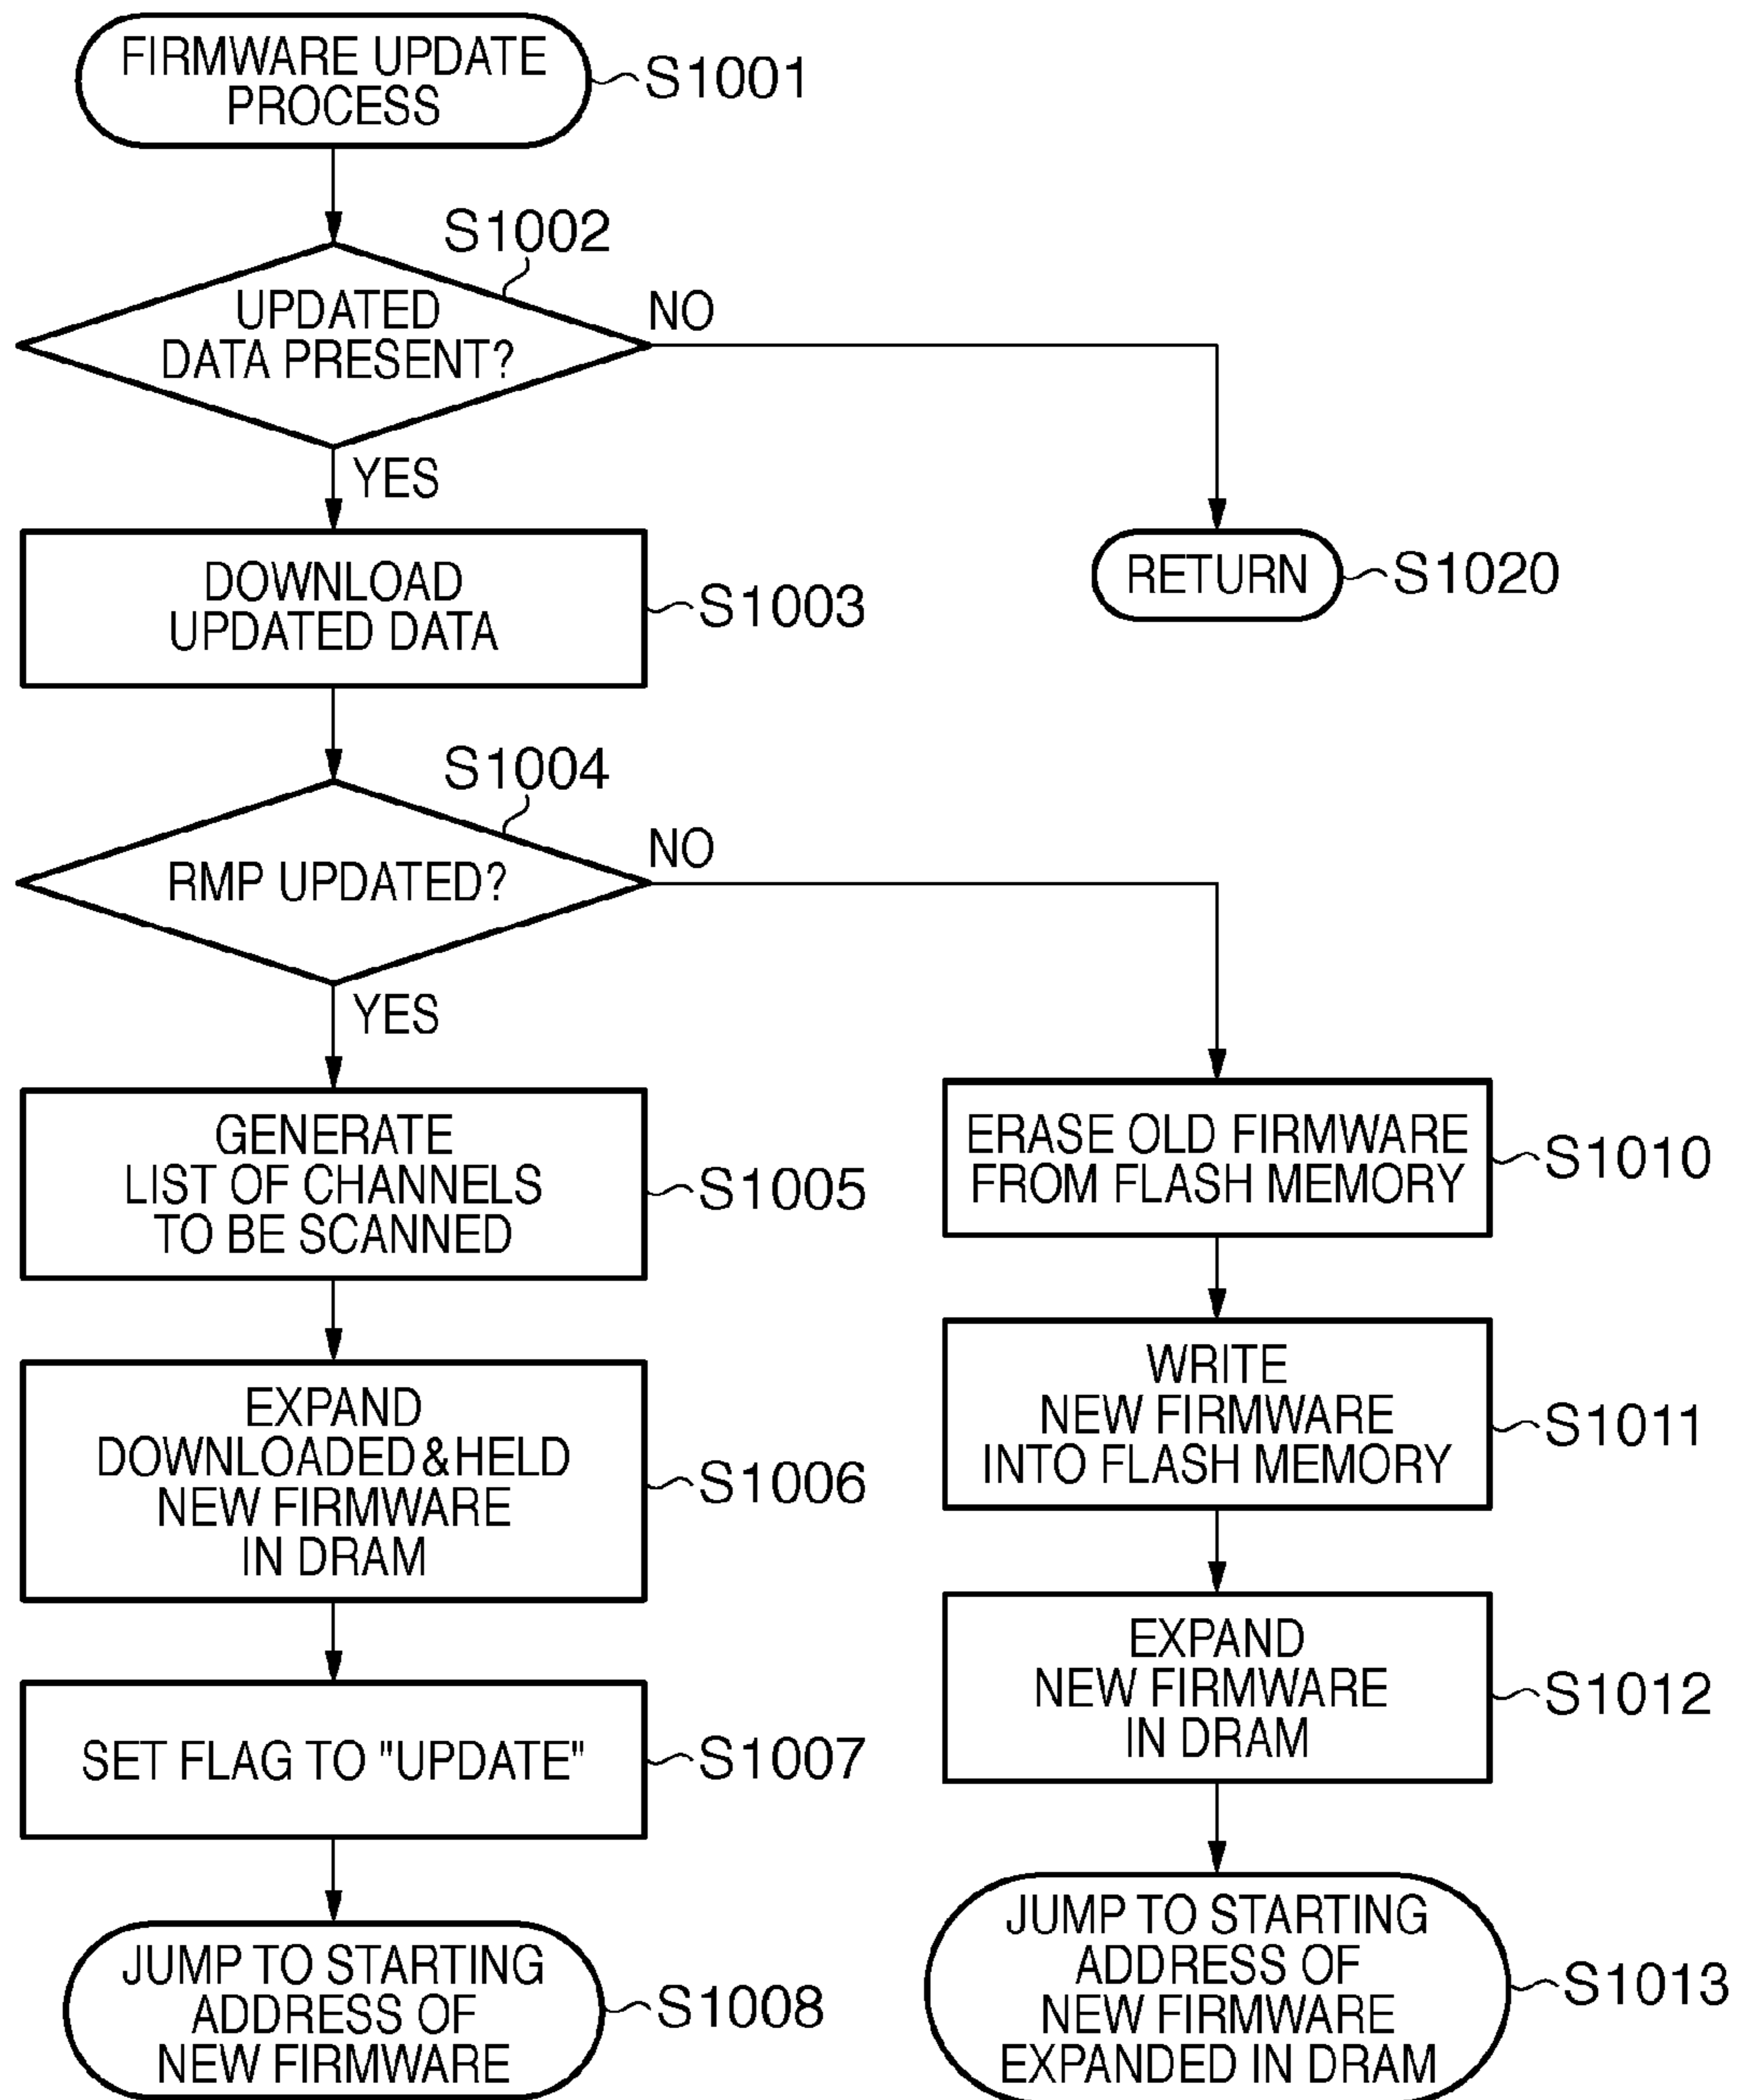 FIRMWARE UPDATE
PROCESS
S1001
S1002
UPDATED
DATA PRESENT?
NO
YES
DOWNLOAD
UPDATED DATA
S1003
RETURN
S1020
S1004
RMP UPDATED?
NO
YES
GENERATE
LIST OF CHANNELS
TO BE SCANNED
S1005
EXPAND
DOWNLOADED&HELD
NEW FIRMWARE
IN DRAM
S1006
SET FLAG TO "UPDATE"
S1007
JUMP TO STARTING
ADDRESS OF
NEW FIRMWARE
S1008
ERASE OLD FIRMWARE
FROM FLASH MEMORY
S1010
WRITE
NEW FIRMWARE
INTO FLASH MEMORY
S1011
EXPAND
NEW FIRMWARE
IN DRAM
S1012
JUMP TO STARTING
ADDRESS OF
NEW FIRMWARE
EXPANDED IN DRAM
S1013